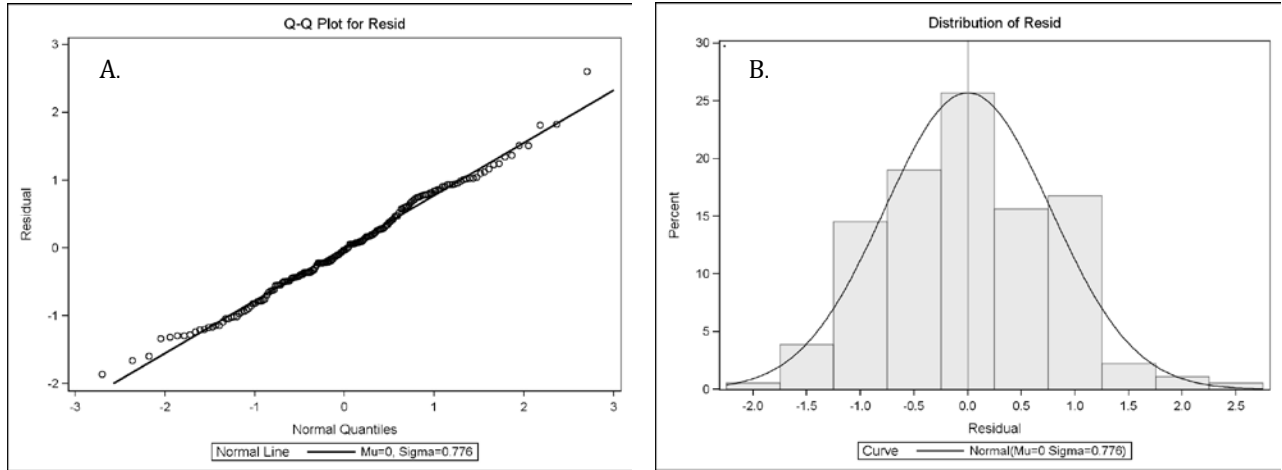 Q-Q Plot for Resid
A.
3
2
1
0
-1
-2
Residual
-3 -2 -1 0 1 2 3
Normal Quantiles
Normal Line Mu=0, Sigma=0.776
Distribution of Resid
B.
30
25
20
15
10
5
0
Percent
-2.0 -1.5 -1.0 -0.5 0.0 0.5 1.0 1.5 2.0 2.5
Residual
Curve Normal(Mu=0 Sigma=0.776)